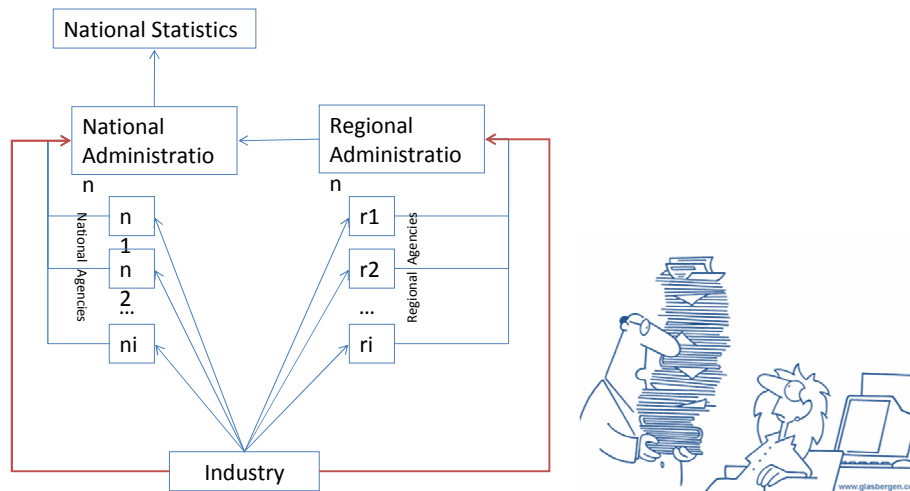 National Statistics
National
Administratio
n
Regional
Administratio
n
National Agencies
n
1
n
2
...
ni
r1
r2
...
ri
Regional Agencies
Industry
www.glasbergen.co